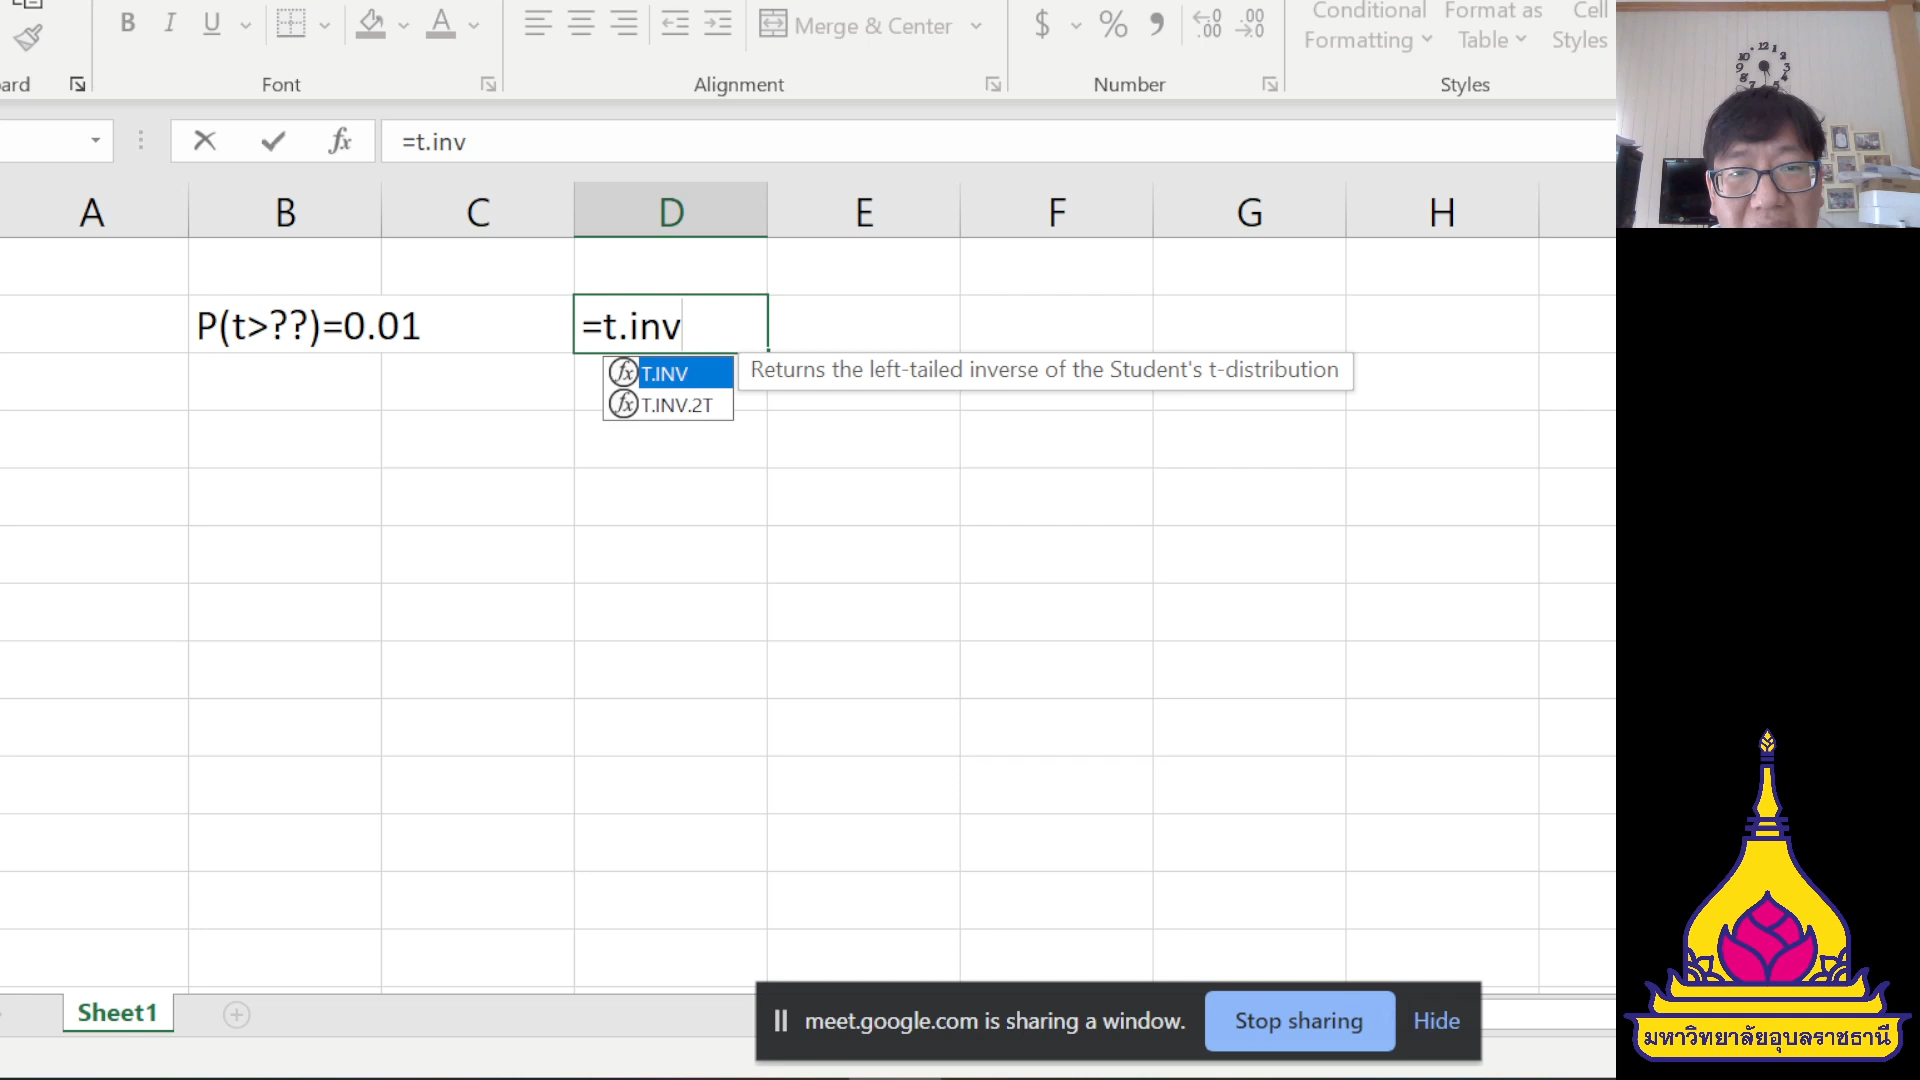 Conditional Format as Cell
B I U A Merge & Center $ % Formatting Table Styles
ard Font Alignment Number Styles
fx =t.inv
A B C D E F G H
P(t>??)=0.01 =t.inv
fx T.INV Returns the left-tailed inverse of the Student's t-distribution
fx T.INV.2T
Sheet1
meet.google.com is sharing a window. Stop sharing Hide
มหาวิทยาลัยอุบลราชธานี